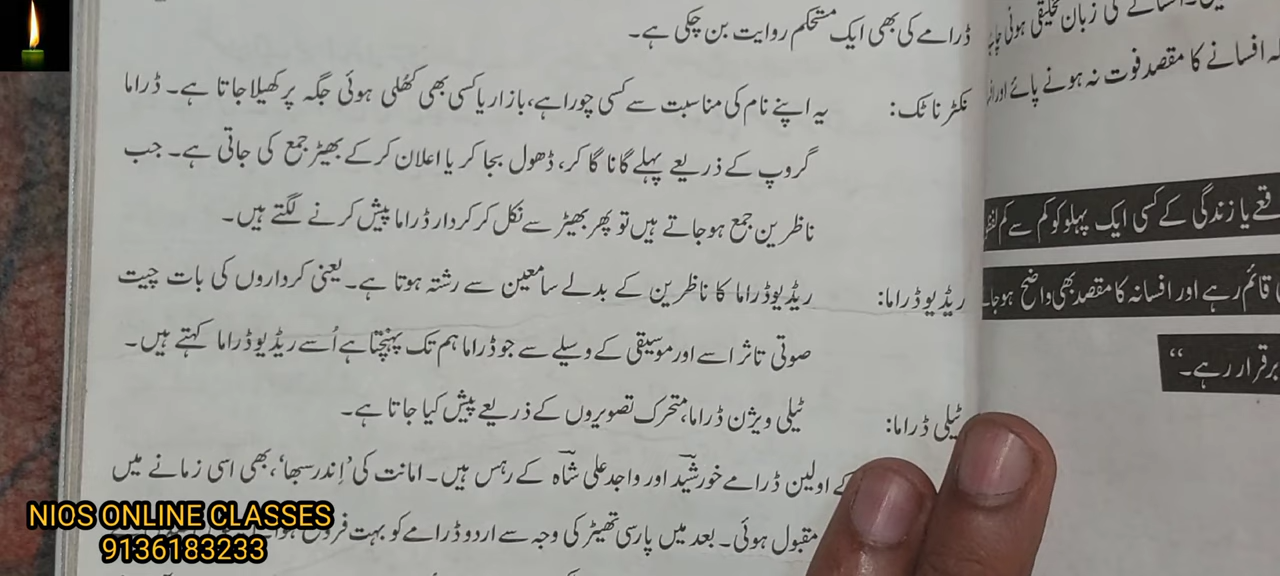 ڈرامے کی بھی ایک مستحکم روایت بن چکی ہے۔
نکڑ ناٹک: یہ اپنے نام کی مناسبت سے کسی چوراہے، بازار یا کسی بھی کھلی ہوئی جگہ پر کھیلا جاتا ہے۔ ڈراما
گروپ کے ذریعے پہلے گانا گا کر، ڈھول بجا کر یا اعلان کر کے بھیڑ جمع کی جاتی ہے۔ جب
ناظرین جمع ہوجاتے ہیں تو پھر بھیڑ سے نکل کر کردار ڈراما پیش کرنے لگتے ہیں۔
ریڈیو ڈراما: ریڈیو ڈراما کا ناظرین کے بدلے سامعین سے رشتہ ہوتا ہے۔ یعنی کرداروں کی بات چیت
صوتی تاثر اسے اور موسیقی کے وسیلے سے جو ڈراما ہم تک پہنچتا ہے اُسے ریڈیو ڈراما کہتے ہیں۔
ٹیلی ڈراما: ٹیلی ویژن ڈراما، متحرک تصویروں کے ذریعے پیش کیا جاتا ہے۔
کے اولین ڈرامے خورشید اور واجد علی شاہ کے رہس ہیں۔ امانت کی ’اِندر سبھا‘، بھی اسی زمانے میں
مقبول ہوئی۔ بعد میں پارسی تھیٹر کی وجہ سے اردو ڈرامے کو بہت
افسانے کی زبان تخلیقی ہونی
افسانے کا مقصد فوت نہ ہونے پائے
یا زندگی کے کسی ایک پہلو کو کم سے کم
قائم رہے اور افسانہ کا مقصد بھی واضح
برقرار رہے۔“
NIOS ONLINE CLASSES
9136183233